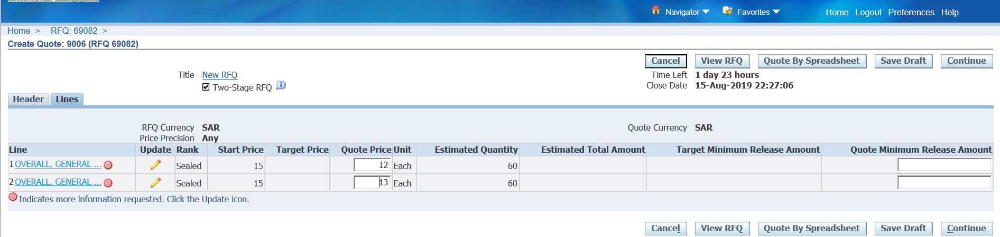 Navigator Favorites Home Logout Preferences Help
Home > RFQ: 69082 >
Create Quote: 9006 (RFQ 69082)
Cancel View RFQ Quote By Spreadsheet Save Draft Continue
Title New RFQ Time Left 1 day 23 hours
Two-Stage RFQ Close Date 15-Aug-2019 22:27:06
Header Lines
RFQ Currency SAR Quote Currency SAR
Price Precision Any
Line Update Rank Start Price Target Price Quote Price Unit Estimated Quantity Estimated Total Amount Target Minimum Release Amount Quote Minimum Release Amount
1 OVERALL, GENERAL ... Sealed 15 12 Each 60
2 OVERALL, GENERAL ... Sealed 15 13 Each 60
Indicates more information requested. Click the Update icon.
Cancel View RFQ Quote By Spreadsheet Save Draft Continue